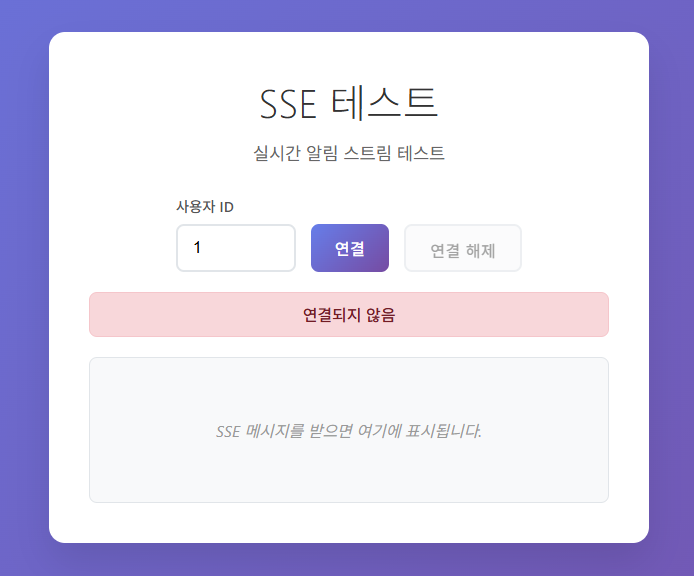 SSE 테스트
실시간 알림 스트림 테스트
사용자 ID
1
연결
연결 해제
연결되지 않음
SSE 메시지를 받으면 여기에 표시됩니다.